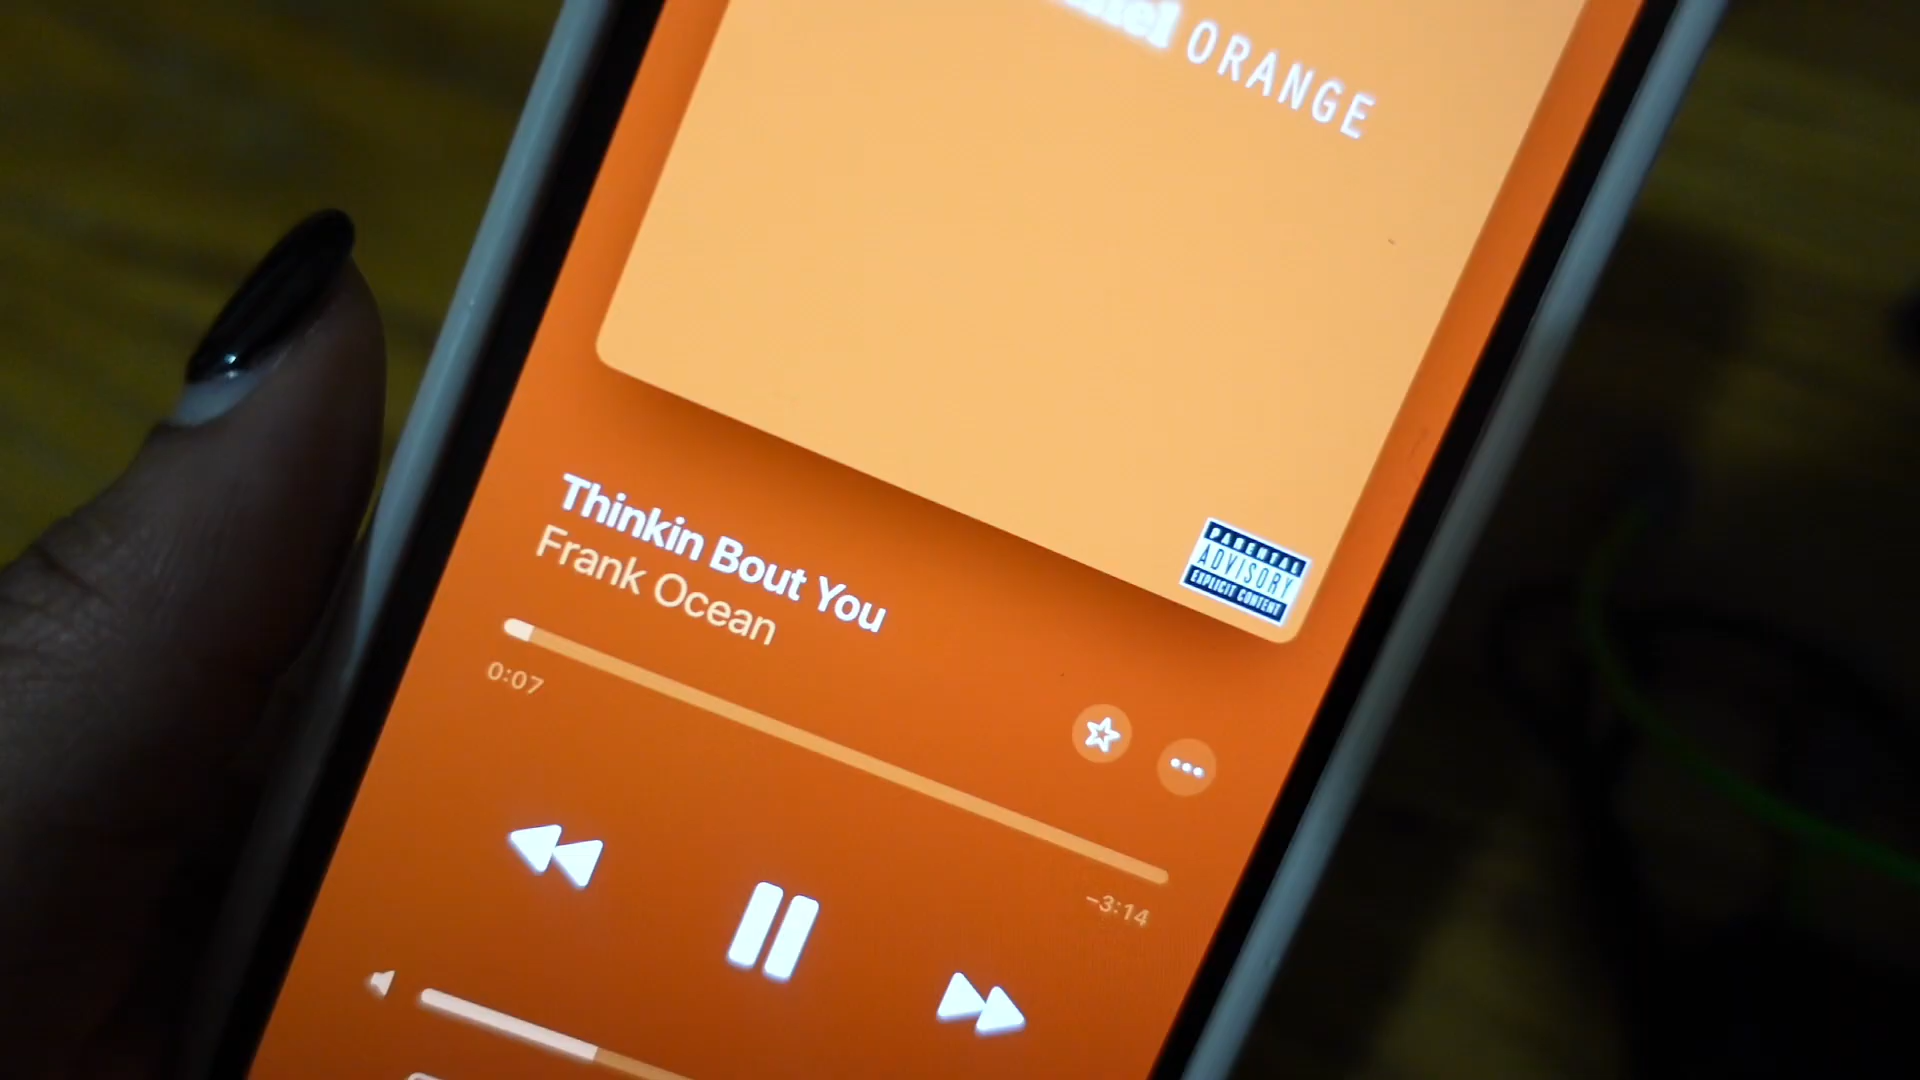 ORANGE
PARENTAL
ADVISORY
EXPLICIT CONTENT
Thinkin Bout You
Frank Ocean
0:07
-3:14